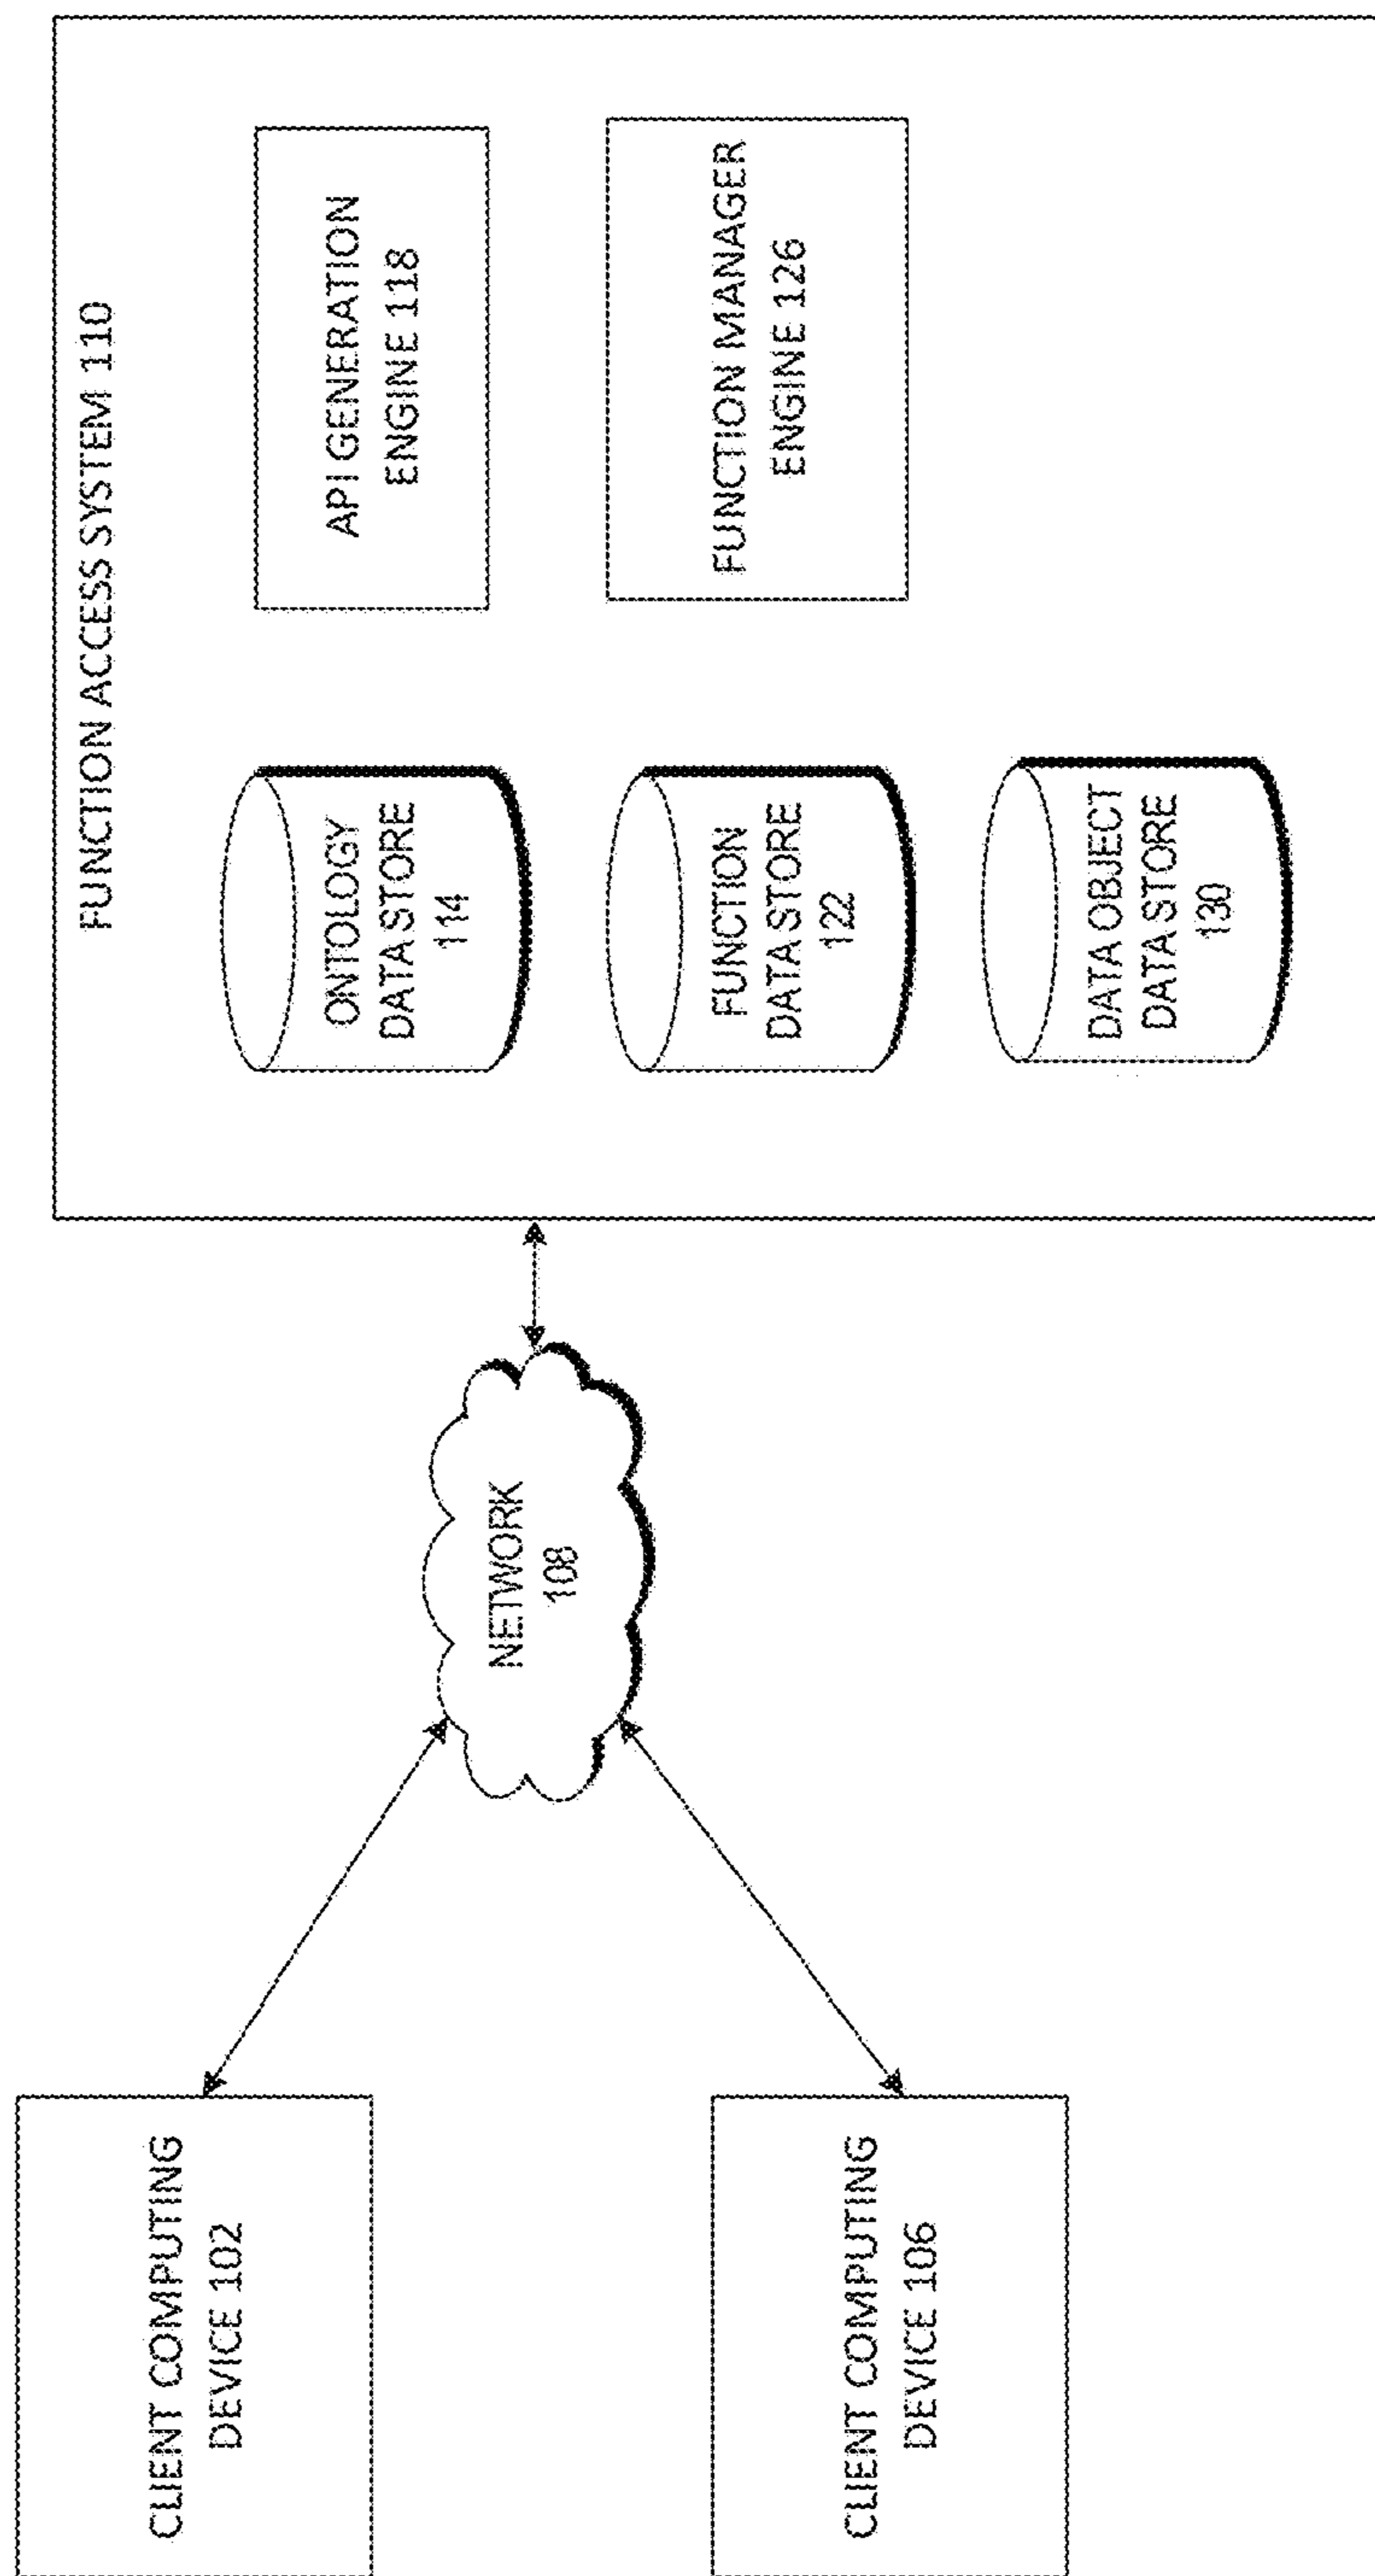 CLIENT COMPUTING
DEVICE 102
CLIENT COMPUTING
DEVICE 106
NETWORK
108
FUNCTION ACCESS SYSTEM 110
ONTOLOGY
DATA STORE
114
API GENERATION
ENGINE 118
FUNCTION
DATA STORE
122
FUNCTION MANAGER
ENGINE 126
DATA OBJECT
DATA STORE
130